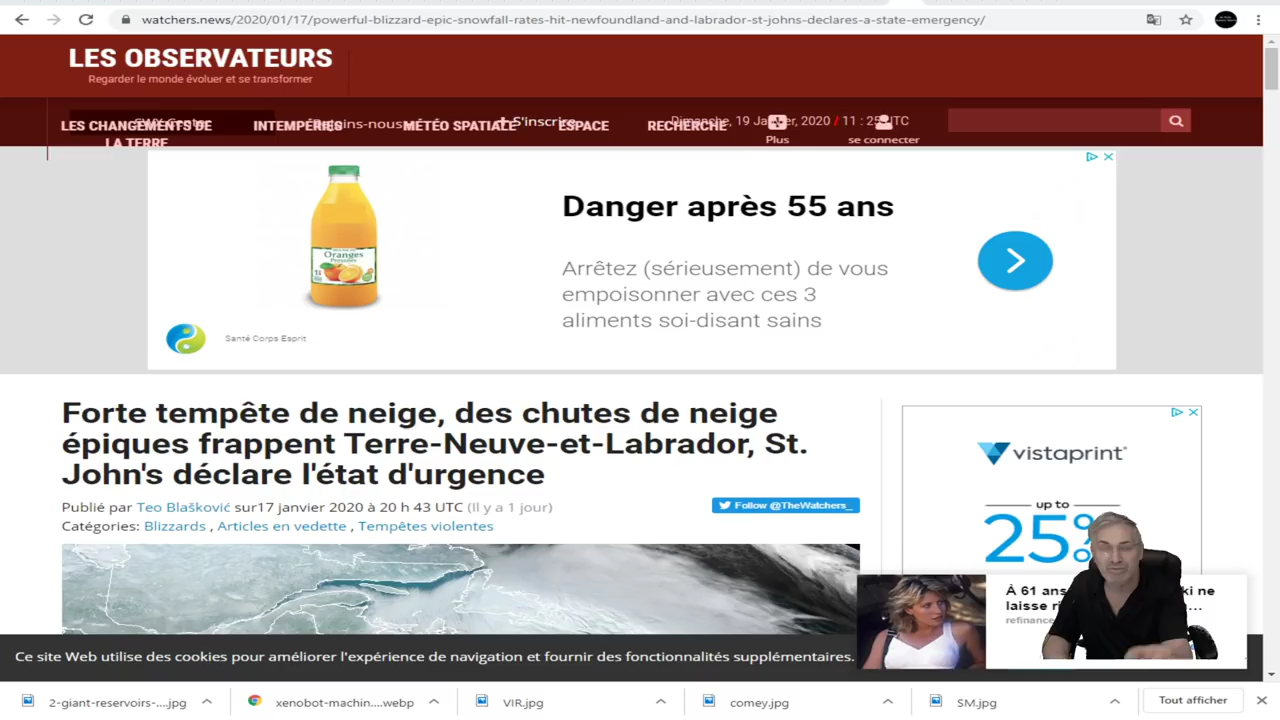 watchers.news/2020/01/17/powerful-blizzard-epic-snowfall-rates-hit-newfoundland-and-labrador-st-johns-declares-a-state-emergency/
LES OBSERVATEURS
Regarder le monde évoluer et se transformer
LES CHANGEMENTS DE
LA TERRE
INTEMPÉRIES
MÉTÉO SPATIALE
S'inscrire
ESPACE
RECHERCHE
Plus
se connecter
Danger après 55 ans
Arrêtez (sérieusement) de vous
empoisonner avec ces 3
aliments soi-disant sains
Oranges
Santé Corps Esprit
Forte tempête de neige, des chutes de neige
épiques frappent Terre-Neuve-et-Labrador, St.
John's déclare l'état d'urgence
Publié par Teo Blašković sur17 janvier 2020 à 20 h 43 UTC (Il y a 1 jour)
Follow @TheWatchers_
Catégories: Blizzards , Articles en vedette , Tempêtes violentes
vistaprint
up to
25%
À 61 ans
laisse
refinance
ki ne
Ce site Web utilise des cookies pour améliorer l'expérience de navigation et fournir des fonctionnalités supplémentaires.
2-giant-reservoirs-....jpg
xenobot-machin....webp
VIR.jpg
comey.jpg
SM.jpg
Tout afficher